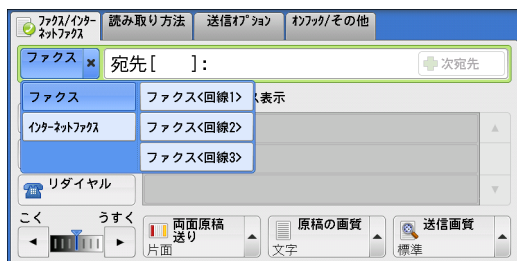 ファクス/インターネットファクス
読み取り方法
送信オプション
オンフック/その他
ファクス
宛先[ ]:
次宛先
ファクス
インターネットファクス
ファクス<回線1>
ファクス<回線2>
ファクス<回線3>
表示
リダイヤル
こく うすく
両面原稿送り
片面
原稿の画質
文字
送信画質
標準